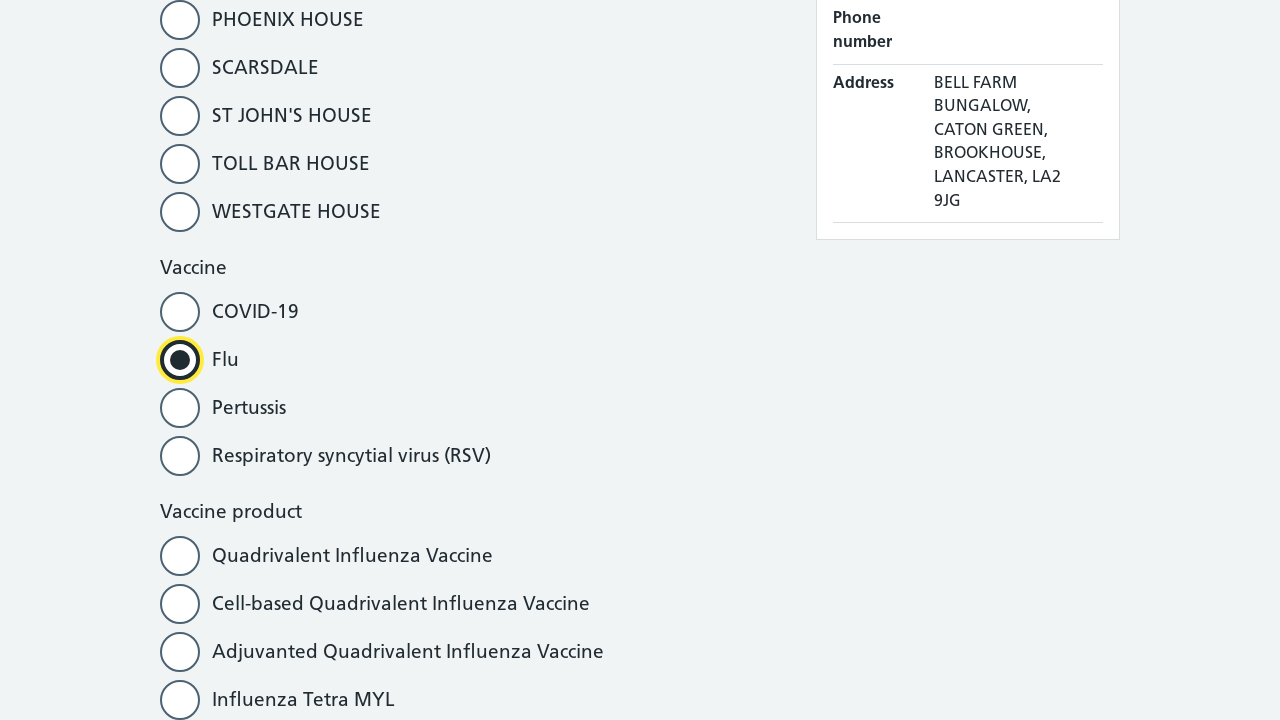 PHOENIX HOUSE
SCARSDALE
ST JOHN'S HOUSE
TOLL BAR HOUSE
WESTGATE HOUSE
Vaccine
COVID-19
Flu
Pertussis
Respiratory syncytial virus (RSV)
Vaccine product
Quadrivalent Influenza Vaccine
Cell-based Quadrivalent Influenza Vaccine
Adjuvanted Quadrivalent Influenza Vaccine
Influenza Tetra MYL
Phone
number
Address
BELL FARM
BUNGALOW,
CATON GREEN,
BROOKHOUSE,
LANCASTER, LA2
9JG